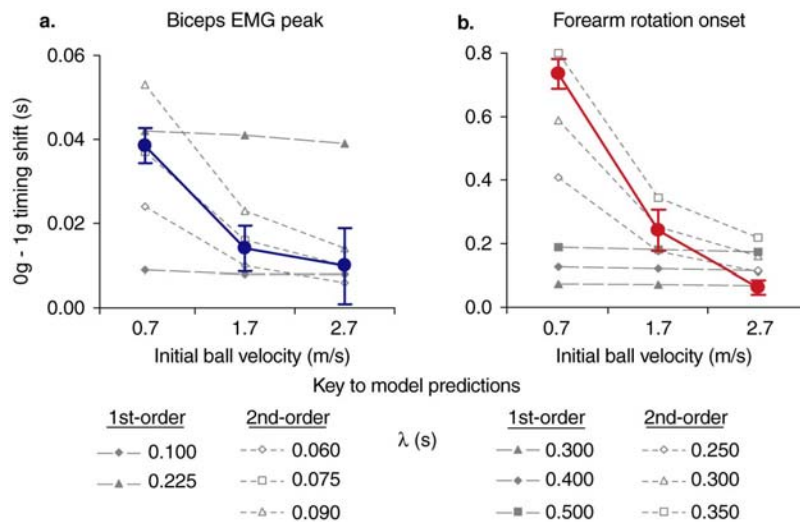 a.
Biceps EMG peak
0g - 1g timing shift (s)
0.06
0.04
0.02
0.00
0.7 1.7 2.7
Initial ball velocity (m/s)
b.
Forearm rotation onset
0.8
0.6
0.4
0.2
0.0
0.7 1.7 2.7
Initial ball velocity (m/s)
Key to model predictions
1st-order 2nd-order
0.100 0.060
0.225 0.075
0.090
λ (s)
1st-order 2nd-order
0.300 0.250
0.400 0.300
0.500 0.350